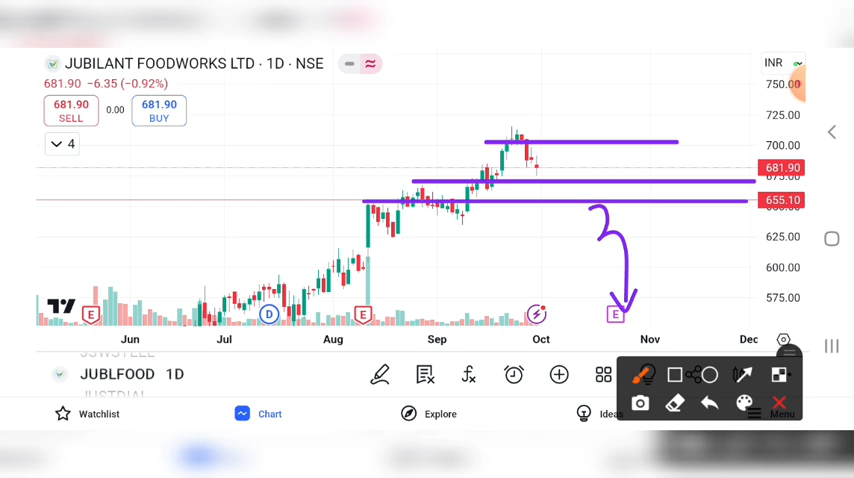 JUBILANT FOODWORKS LTD · 1D · NSE
INR
681.90 −6.35 (−0.92%)
750.00
681.90
SELL
0.00
681.90
BUY
725.00
4
700.00
681.90
675.00
655.10
625.00
600.00
575.00
E
D
E
E
Jun
Jul
Aug
Sep
Oct
Nov
Dec
JSWSTEEL
JUBLFOOD 1D
JUSTDIAL
Watchlist
Chart
Explore
Ideas
Menu